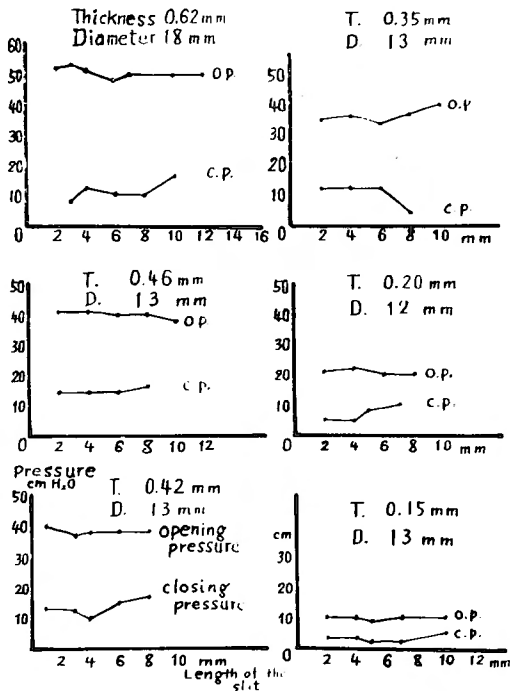 Thickness 0.62 mm
Diameter 18 mm
60
50
40
30
20
10
0
O.P.
C.P.
2 4 6 8 10 12 14 16
T. 0.35 mm
D. 13 mm
50
40
30
20
10
0
O.P
C.P.
2 4 6 8 10 mm
T. 0.46 mm
D. 13 mm
50
40
30
20
10
0
O.P.
C.P.
2 4 6 8 10 12
T. 0.20 mm
D. 12 mm
50
40
30
20
10
0
O.P.
C.P.
2 4 6 8 10 mm
Pressure
cm H₂O
T. 0.42 mm
D. 13 mm
40
30
20
10
0
opening
pressure
closing
pressure
2 4 6 8 10 mm
Length of the
slit
T. 0.15 mm
D. 13 mm
cm
30
20
10
0
O.P.
C.P.
2 4 6 8 10 12 mm